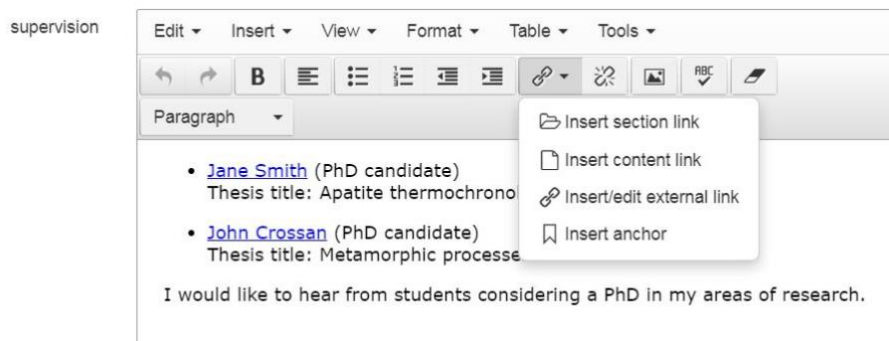 supervision
Edit Insert View Format Table Tools
B ABC
Paragraph
Insert section link
Insert content link
Insert/edit external link
Insert anchor
Jane Smith (PhD candidate)
Thesis title: Apatite
John Crossan (PhD candidate)
Thesis title: Metamorphic
I would like to hear from students considering a PhD in my areas of research.